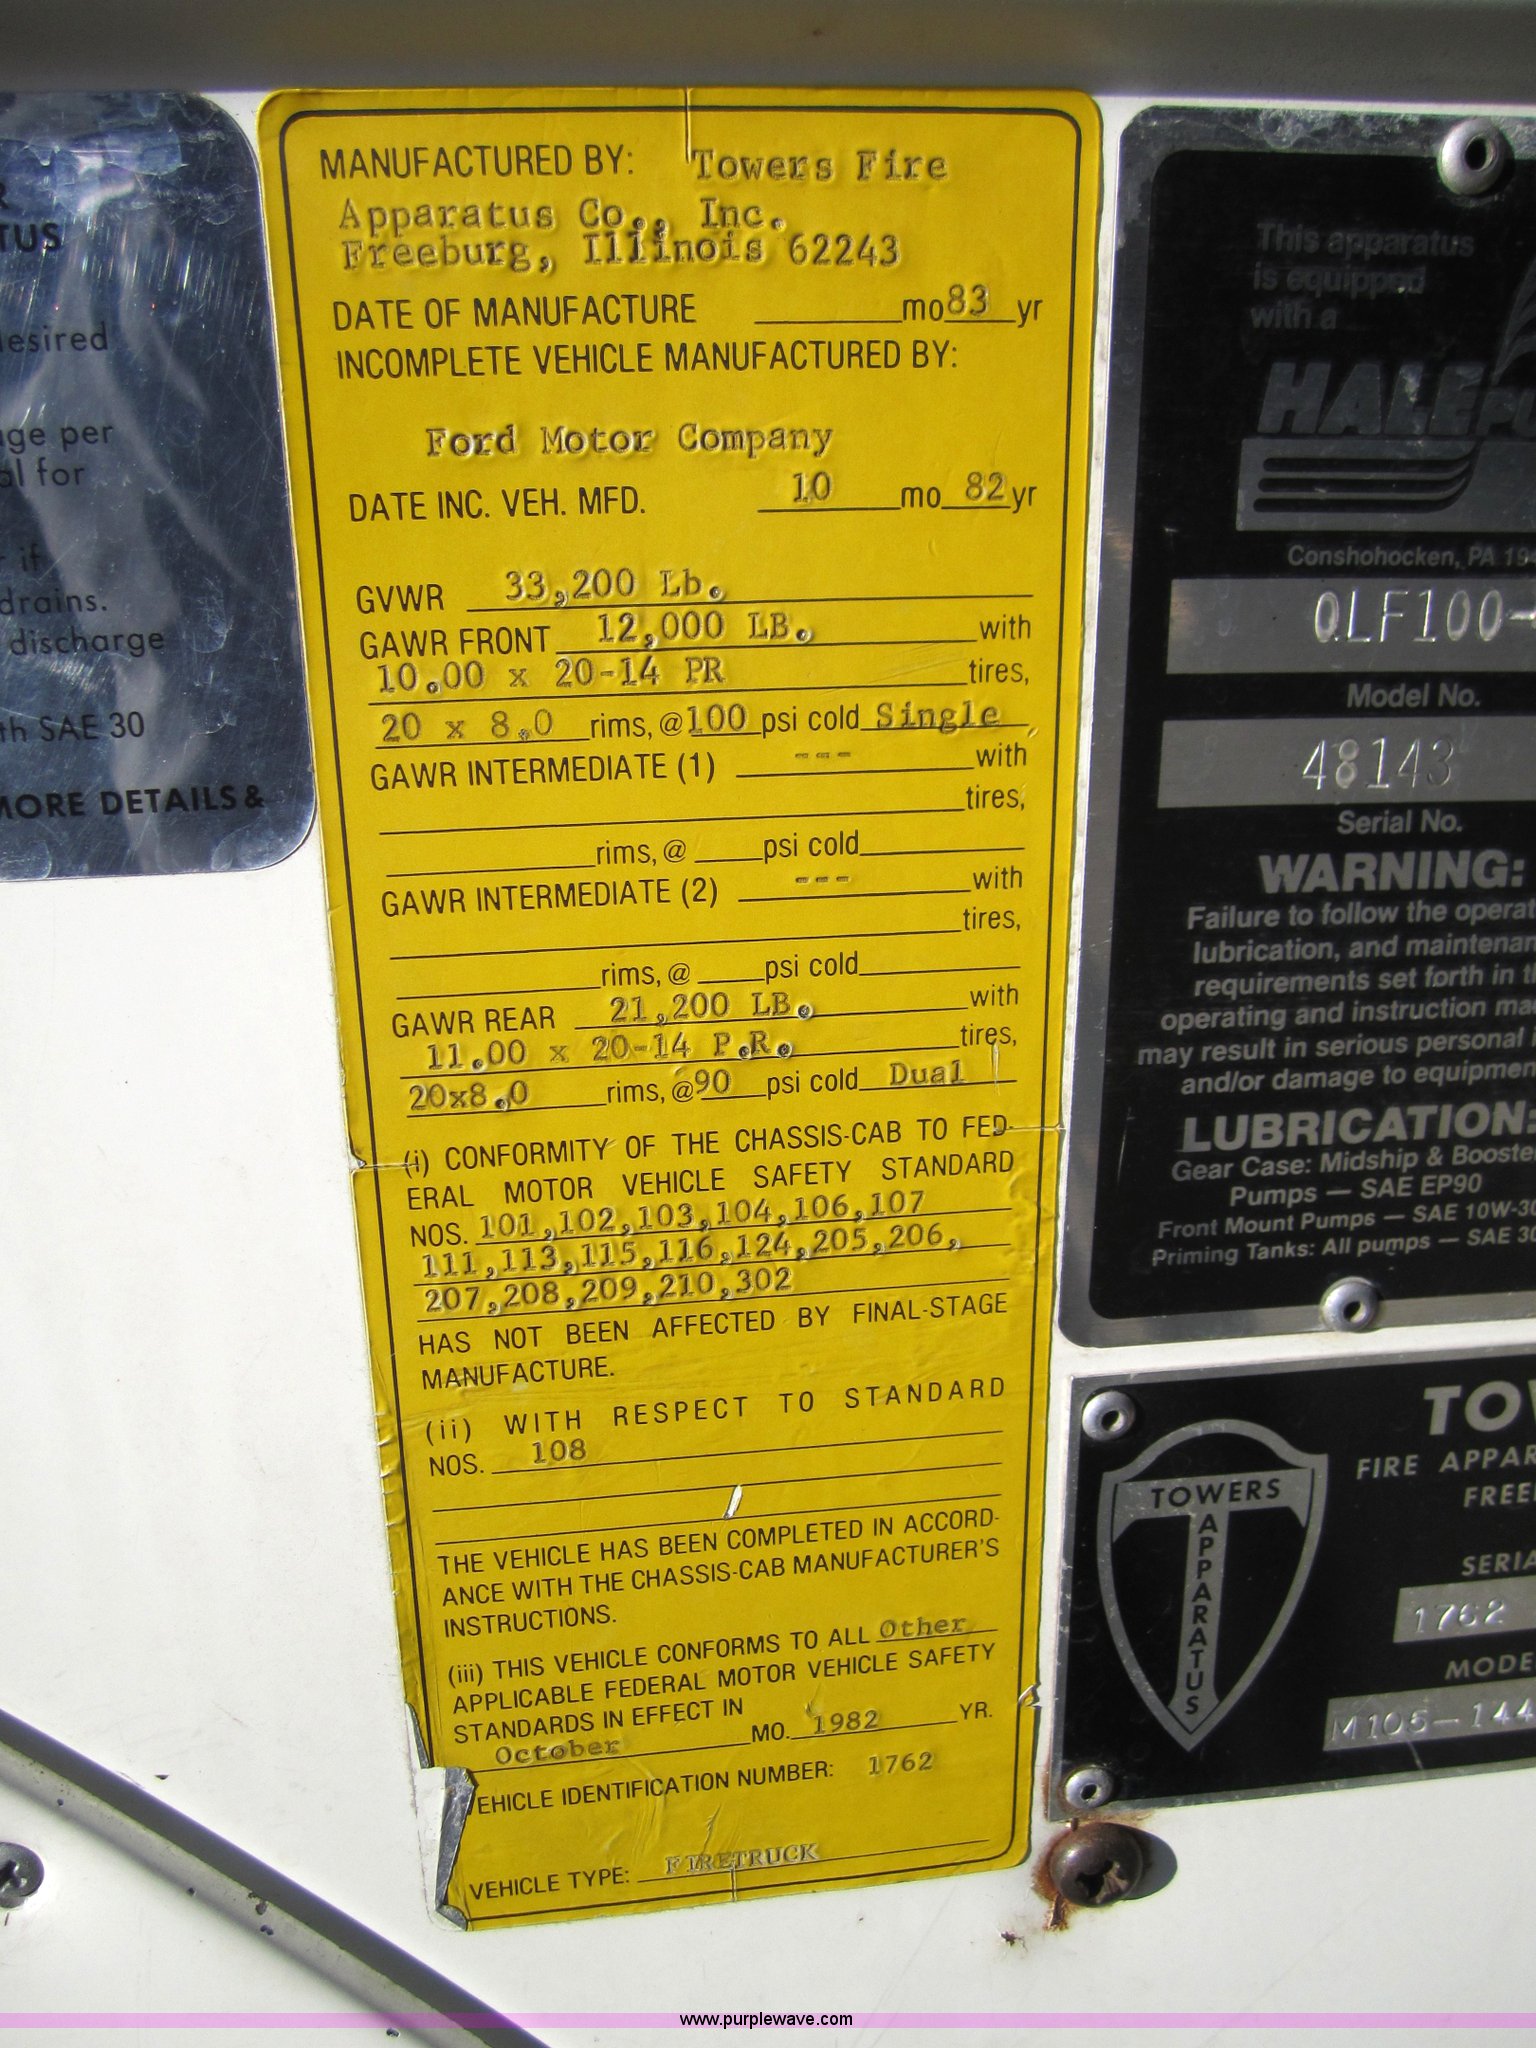 TUS
esired
ge per
al for
if
drains.
discharge
th SAE 30
MORE DETAILS &
MANUFACTURED BY: Towers Fire
Apparatus Co., Inc.
Freeburg, Illinois 62243
DATE OF MANUFACTURE ______mo 83 yr
INCOMPLETE VEHICLE MANUFACTURED BY:
Ford Motor Company
DATE INC. VEH. MFD. 10 mo 82 yr
GVWR 33,200 Lb.
GAWR FRONT 12,000 LB. with
10.00 x 20-14 PR tires,
20 x 8.0 rims, @ 100 psi cold Single
GAWR INTERMEDIATE (1) --- with
tires,
rims, @ ____psi cold
GAWR INTERMEDIATE (2) --- with
tires,
rims, @ ____psi cold
GAWR REAR 21,200 LB. with
11.00 x 20-14 P.R. tires,
20x8.0 rims, @ 90 psi cold Dual
(i) CONFORMITY OF THE CHASSIS-CAB TO FED-
ERAL MOTOR VEHICLE SAFETY STANDARD
NOS. 101,102,103,104,106,107
111,113,115,116,124,205,206,
207,208,209,210,302
HAS NOT BEEN AFFECTED BY FINAL-STAGE
MANUFACTURE.
(ii) WITH RESPECT TO STANDARD
NOS. 108
THE VEHICLE HAS BEEN COMPLETED IN ACCORD-
ANCE WITH THE CHASSIS-CAB MANUFACTURER'S
INSTRUCTIONS.
(iii) THIS VEHICLE CONFORMS TO ALL Other
APPLICABLE FEDERAL MOTOR VEHICLE SAFETY
STANDARDS IN EFFECT IN
October MO. 1982 YR.
VEHICLE IDENTIFICATION NUMBER: 1762
VEHICLE TYPE: FIRETRUCK
This apparatus
is equipped
with a
HALE PU
Conshohocken, PA 19
QLF100-
Model No.
48143
Serial No.
WARNING:
Failure to follow the operat
lubrication, and maintenan
requirements set forth in th
operating and instruction ma
may result in serious personal
and/or damage to equipmen
LUBRICATION:
Gear Case: Midship & Booste
Pumps — SAE EP90
Front Mount Pumps — SAE 10W-30
Priming Tanks: All pumps — SAE 30
TOW
FIRE APPAR
FREE
SERIA
1762
MODE
M105-144
TOWERS
APPARATUS
www.purplewave.com